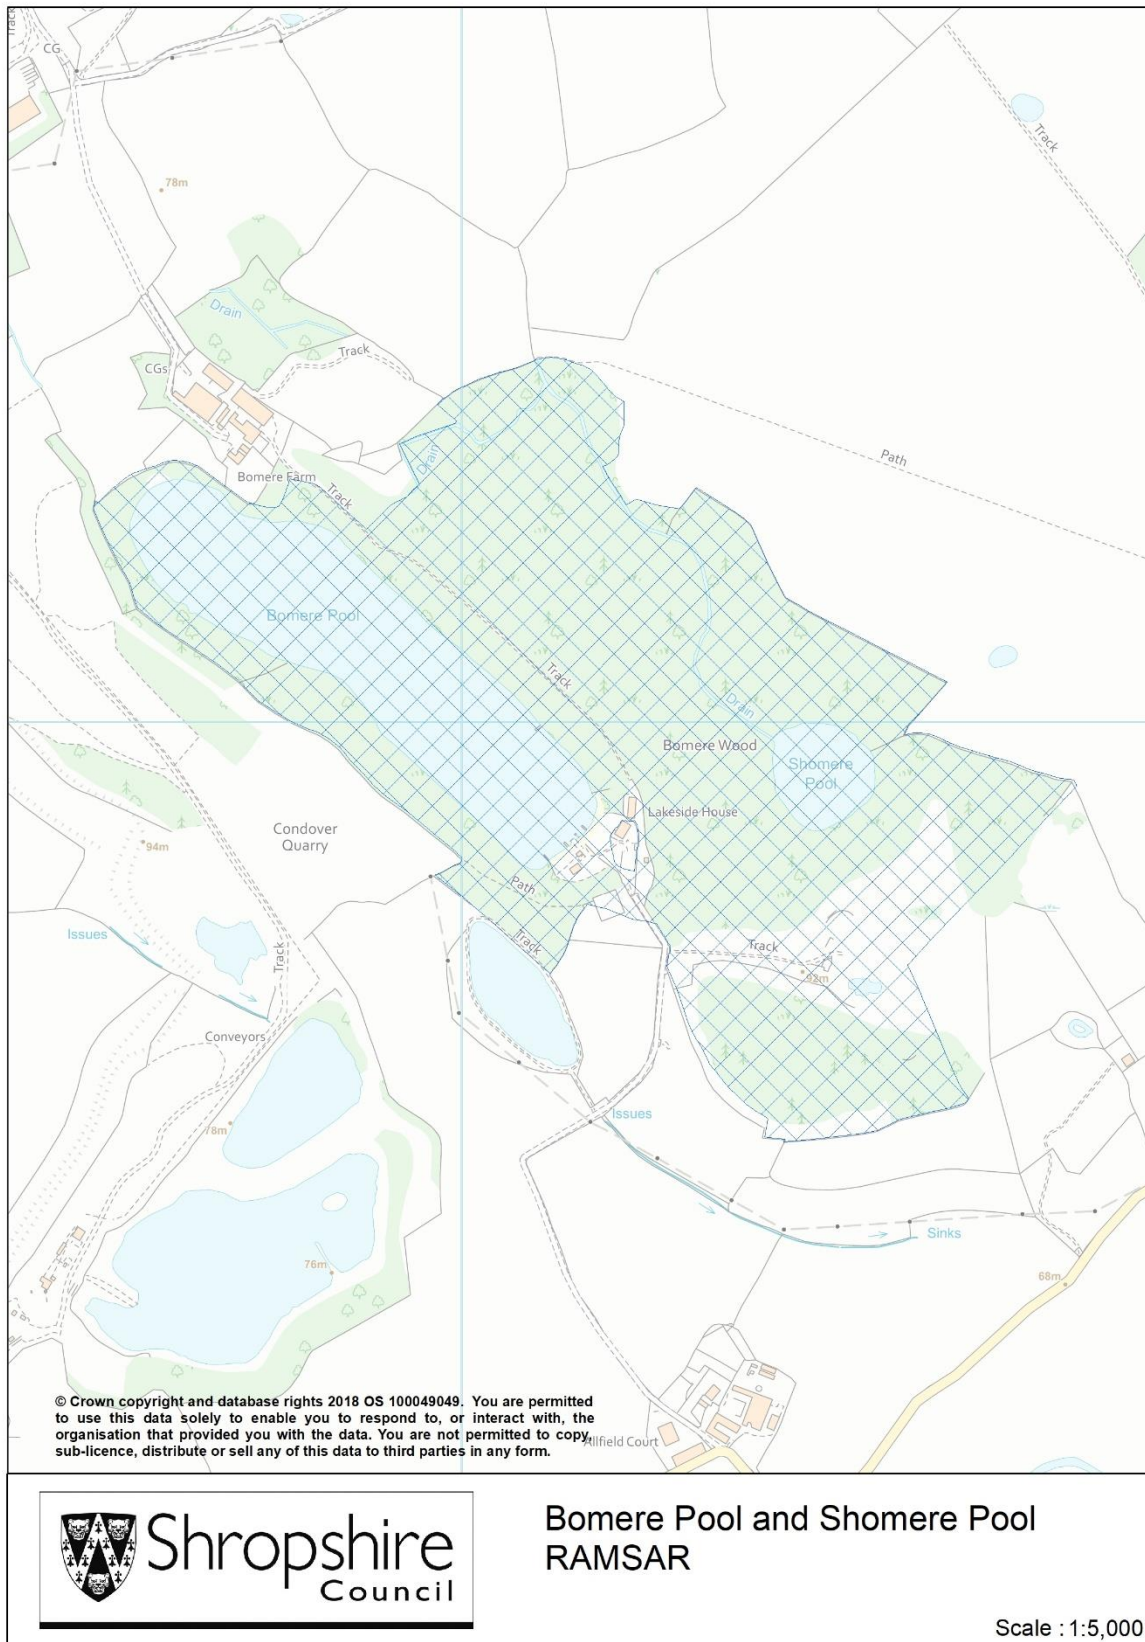 Track
CG
Track
78m
Drain
Track
CGs
Path
Drain
Bomere Farm
Track
Bomere Pool
Track
Drain
Bomere Wood
Shomere
Pool
Lakeside House
Condover
Quarry
94m
Path
Issues
Track
Track
Track
92m
Conveyors
Issues
78m
Sinks
76m
68m
© Crown copyright and database rights 2018 OS 100049049. You are permitted
to use this data solely to enable you to respond to, or interact with, the
organisation that provided you with the data. You are not permitted to copy,
sub-licence, distribute or sell any of this data to third parties in any form.
Allfield Court
Shropshire
Council
Bomere Pool and Shomere Pool
RAMSAR
Scale : 1:5,000